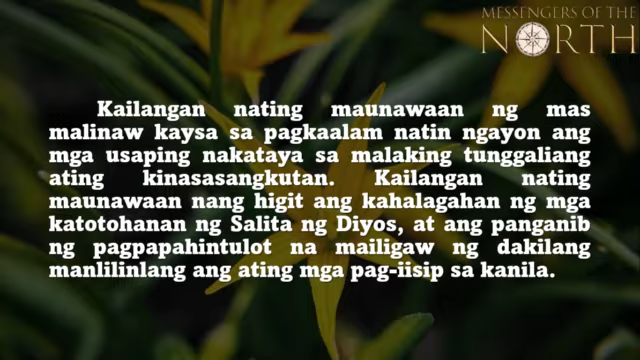 MESSENGERS OF THE
NORTH
Kailangan nating maunawaan ng mas
malinaw kaysa sa pagkaalam natin ngayon ang
mga usaping nakataya sa malaking tunggaliang
ating kinasasangkutan. Kailangan nating
maunawaan nang higit ang kahalagahan ng mga
katotohanan ng Salita ng Diyos, at ang panganib
ng pagpapahintulot na mailigaw ng dakilang
manlilinlang ang ating mga pag-iisip sa kanila.